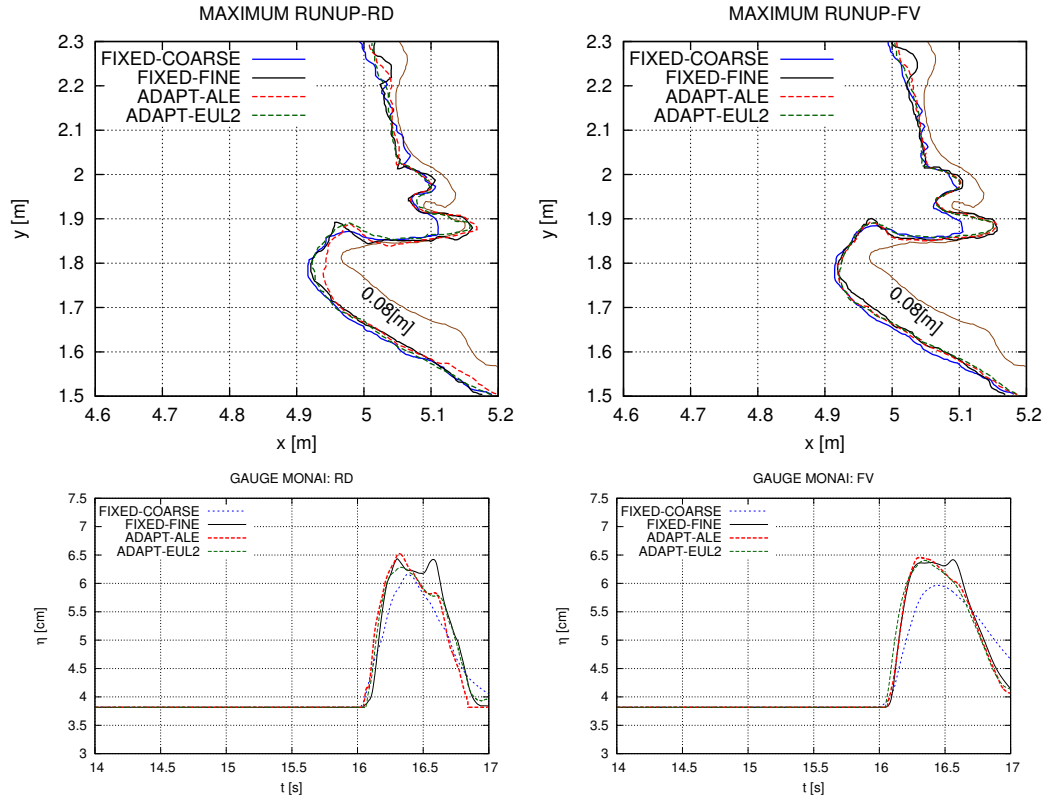 MAXIMUM RUNUP-RD
FIXED-COARSE
FIXED-FINE
ADAPT-ALE
ADAPT-EUL2
2.3
2.2
2.1
2
1.9
1.8
1.7
1.6
1.5
y [m]
0.08[m]
4.6 4.7 4.8 4.9 5 5.1 5.2
x [m]
MAXIMUM RUNUP-FV
FIXED-COARSE
FIXED-FINE
ADAPT-ALE
ADAPT-EUL2
2.3
2.2
2.1
2
1.9
1.8
1.7
1.6
1.5
y [m]
0.08[m]
4.6 4.7 4.8 4.9 5 5.1 5.2
x [m]
GAUGE MONAI: RD
FIXED-COARSE
FIXED-FINE
ADAPT-ALE
ADAPT-EUL2
7.5
7
6.5
6
5.5
5
4.5
4
3.5
3
η [cm]
14 14.5 15 15.5 16 16.5 17
t [s]
GAUGE MONAI: FV
FIXED-COARSE
FIXED-FINE
ADAPT-ALE
ADAPT-EUL2
7.5
7
6.5
6
5.5
5
4.5
4
3.5
3
η [cm]
14 14.5 15 15.5 16 16.5 17
t [s]